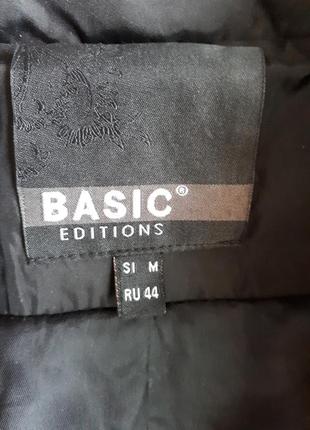 BASIC®
EDITIONS
SI M
RU 44